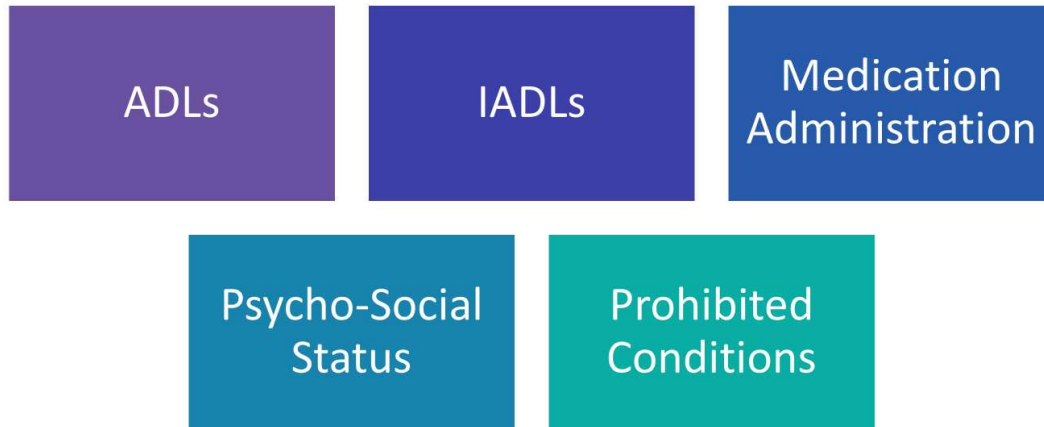 ADLs
IADLs
Medication
Administration
Psycho-Social
Status
Prohibited
Conditions